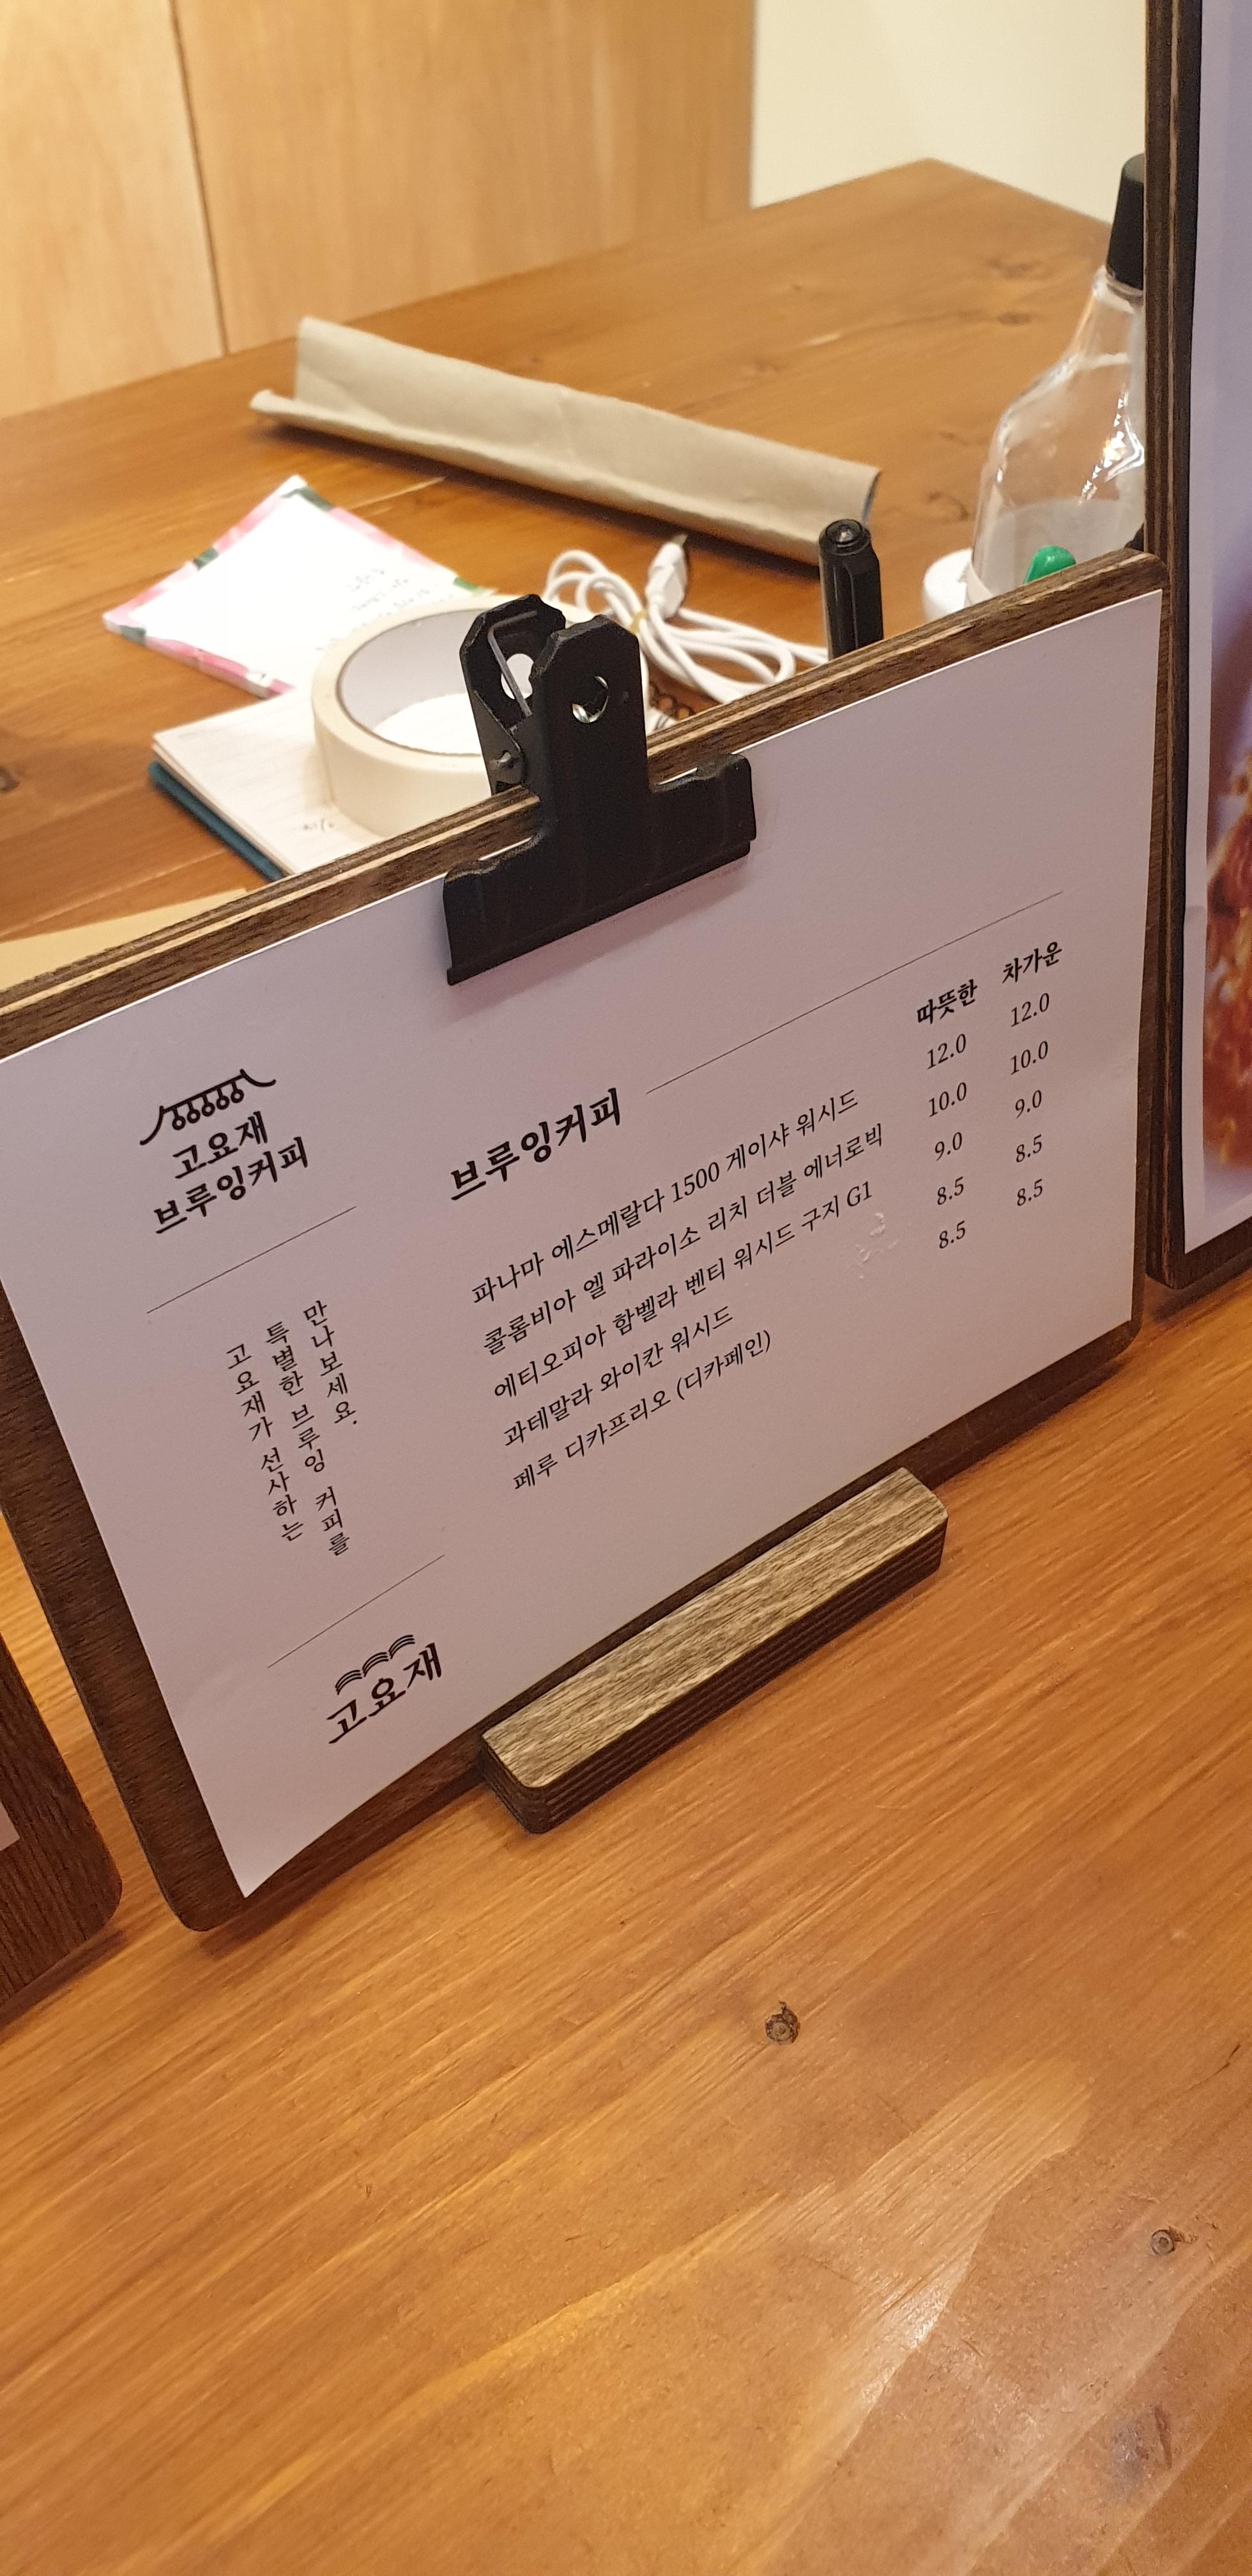 고요재
브루잉커피
고요재가 선사하는
특별한 브루잉 커피를
만나보세요.
고요재
브루잉커피
따뜻한 차가운
파나마 에스메랄다 1500 게이샤 워시드 12.0 12.0
콜롬비아 엘 파라이소 리치 더블 에너로빅 10.0 10.0
에티오피아 함벨라 벤티 워시드 구지 G1 9.0 9.0
과테말라 와이칸 워시드 8.5 8.5
페루 디카프리오 (디카페인) 8.5 8.5